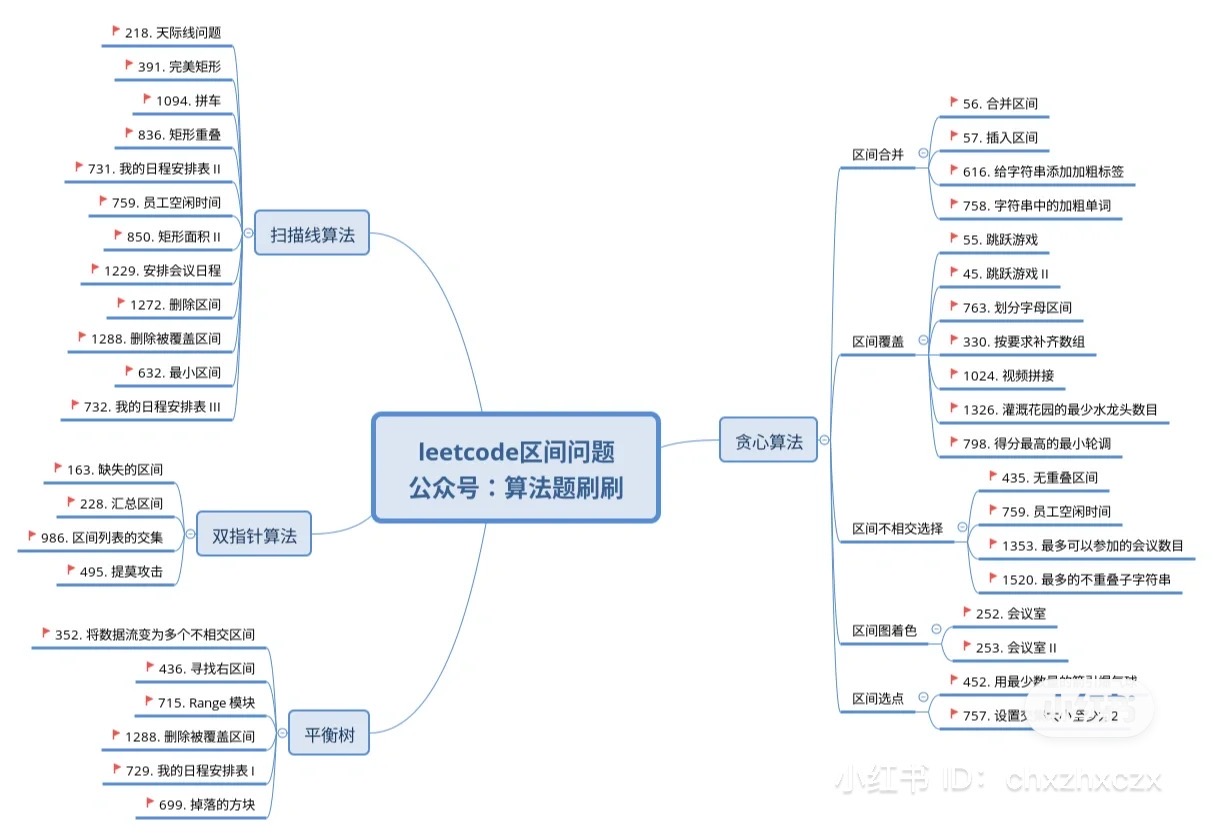 218. 天际线问题
391. 完美矩形
1094. 拼车
836. 矩形重叠
731. 我的日程安排表 II
759. 员工空闲时间
850. 矩形面积 II
1229. 安排会议日程
1272. 删除区间
1288. 删除被覆盖区间
632. 最小区间
732. 我的日程安排表 III
扫描线算法
163. 缺失的区间
228. 汇总区间
986. 区间列表的交集
495. 提莫攻击
双指针算法
352. 将数据流变为多个不相交区间
436. 寻找右区间
715. Range 模块
1288. 删除被覆盖区间
729. 我的日程安排表 I
699. 掉落的方块
平衡树
leetcode区间问题
公众号：算法题刷刷
贪心算法
区间合并
56. 合并区间
57. 插入区间
616. 给字符串添加加粗标签
758. 字符串中的加粗单词
区间覆盖
55. 跳跃游戏
45. 跳跃游戏 II
763. 划分字母区间
330. 按要求补齐数组
1024. 视频拼接
1326. 灌溉花园的最少水龙头数目
798. 得分最高的最小轮调
区间不相交选择
435. 无重叠区间
759. 员工空闲时间
1353. 最多可以参加的会议数目
1520. 最多的不重叠子字符串
区间图着色
252. 会议室
253. 会议室 II
区间选点
452. 用最少数量的箭引爆气球
757. 设置交 2
小红书
小红书 ID: chxzhxczx